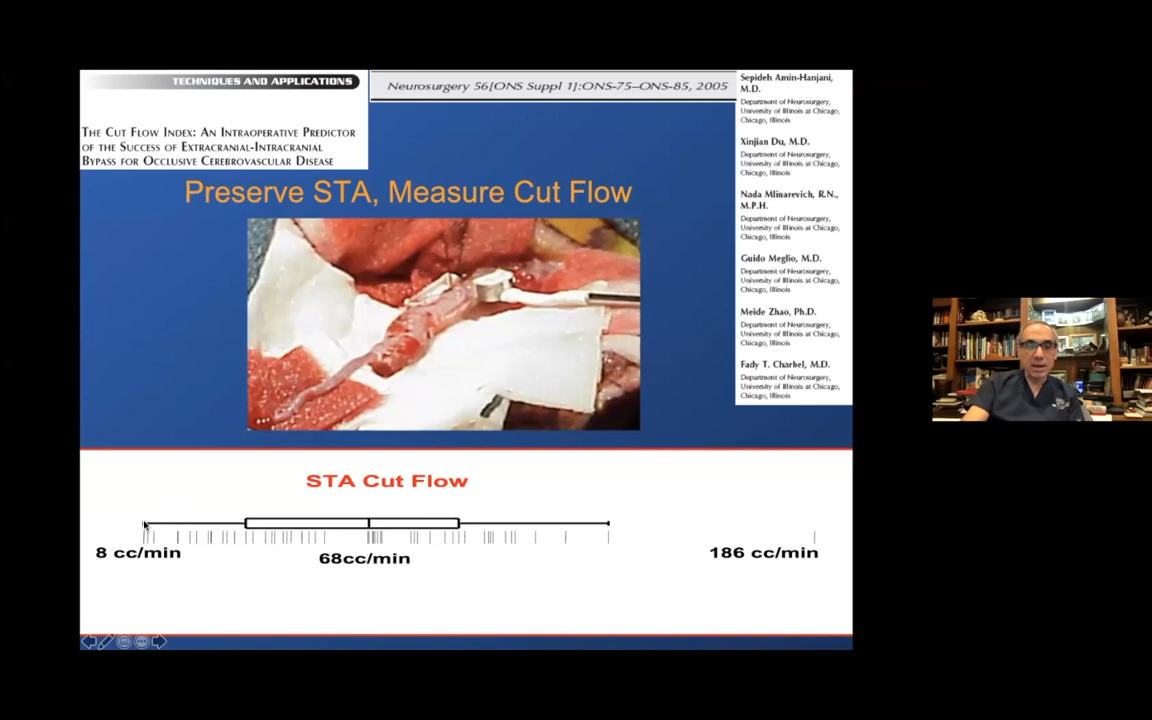 TECHNIQUES AND APPLICATIONS
Neurosurgery 56[ONS Suppl 1]:ONS-75–ONS-85, 2005
THE CUT FLOW INDEX: AN INTRAOPERATIVE PREDICTOR
OF THE SUCCESS OF EXTRACRANIAL-INTRACRANIAL
BYPASS FOR OCCLUSIVE CEREBROVASCULAR DISEASE
Sepideh Amin-Hanjani,
M.D.
Department of Neurosurgery,
University of Illinois at Chicago,
Chicago, Illinois
Xinjian Du, M.D.
Department of Neurosurgery,
University of Illinois at Chicago,
Chicago, Illinois
Nada Mlinarevich, R.N.,
M.P.H.
Department of Neurosurgery,
University of Illinois at Chicago,
Chicago, Illinois
Guido Meglio, M.D.
Department of Neurosurgery,
University of Illinois at Chicago,
Chicago, Illinois
Meide Zhao, Ph.D.
Department of Neurosurgery,
University of Illinois at Chicago,
Chicago, Illinois
Fady T. Charbel, M.D.
Department of Neurosurgery,
University of Illinois at Chicago,
Chicago, Illinois
Preserve STA, Measure Cut Flow
STA Cut Flow
8 cc/min
68cc/min
186 cc/min